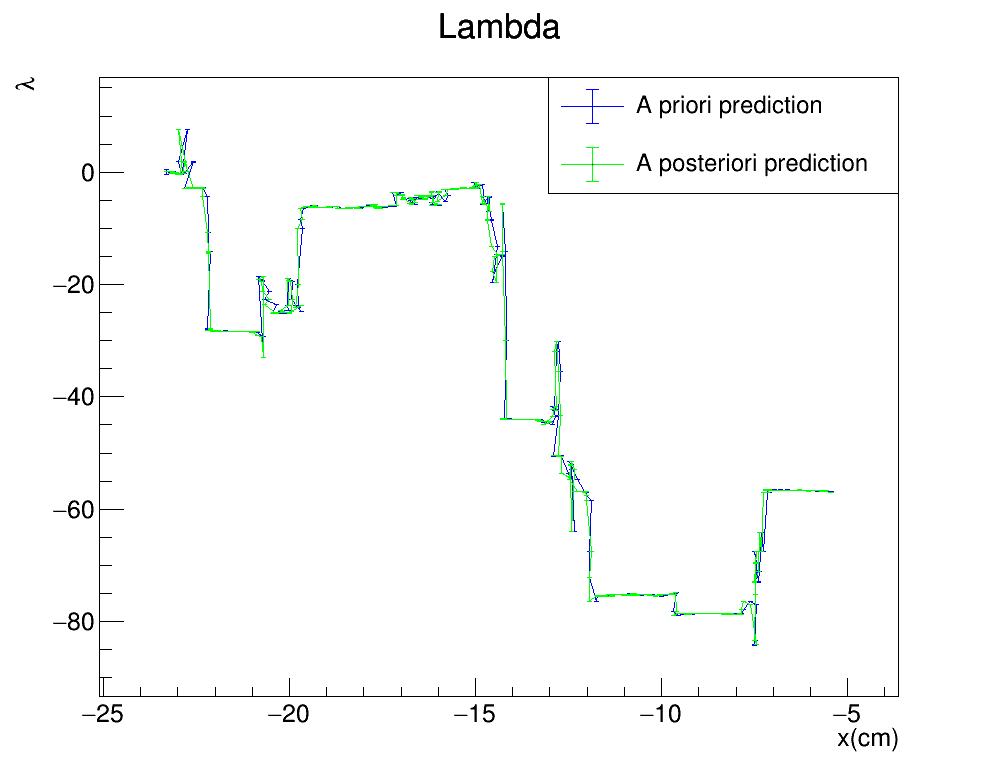 Lambda
λ
A priori prediction
A posteriori prediction
0
−20
−40
−60
−80
−25 −20 −15 −10 −5
x(cm)